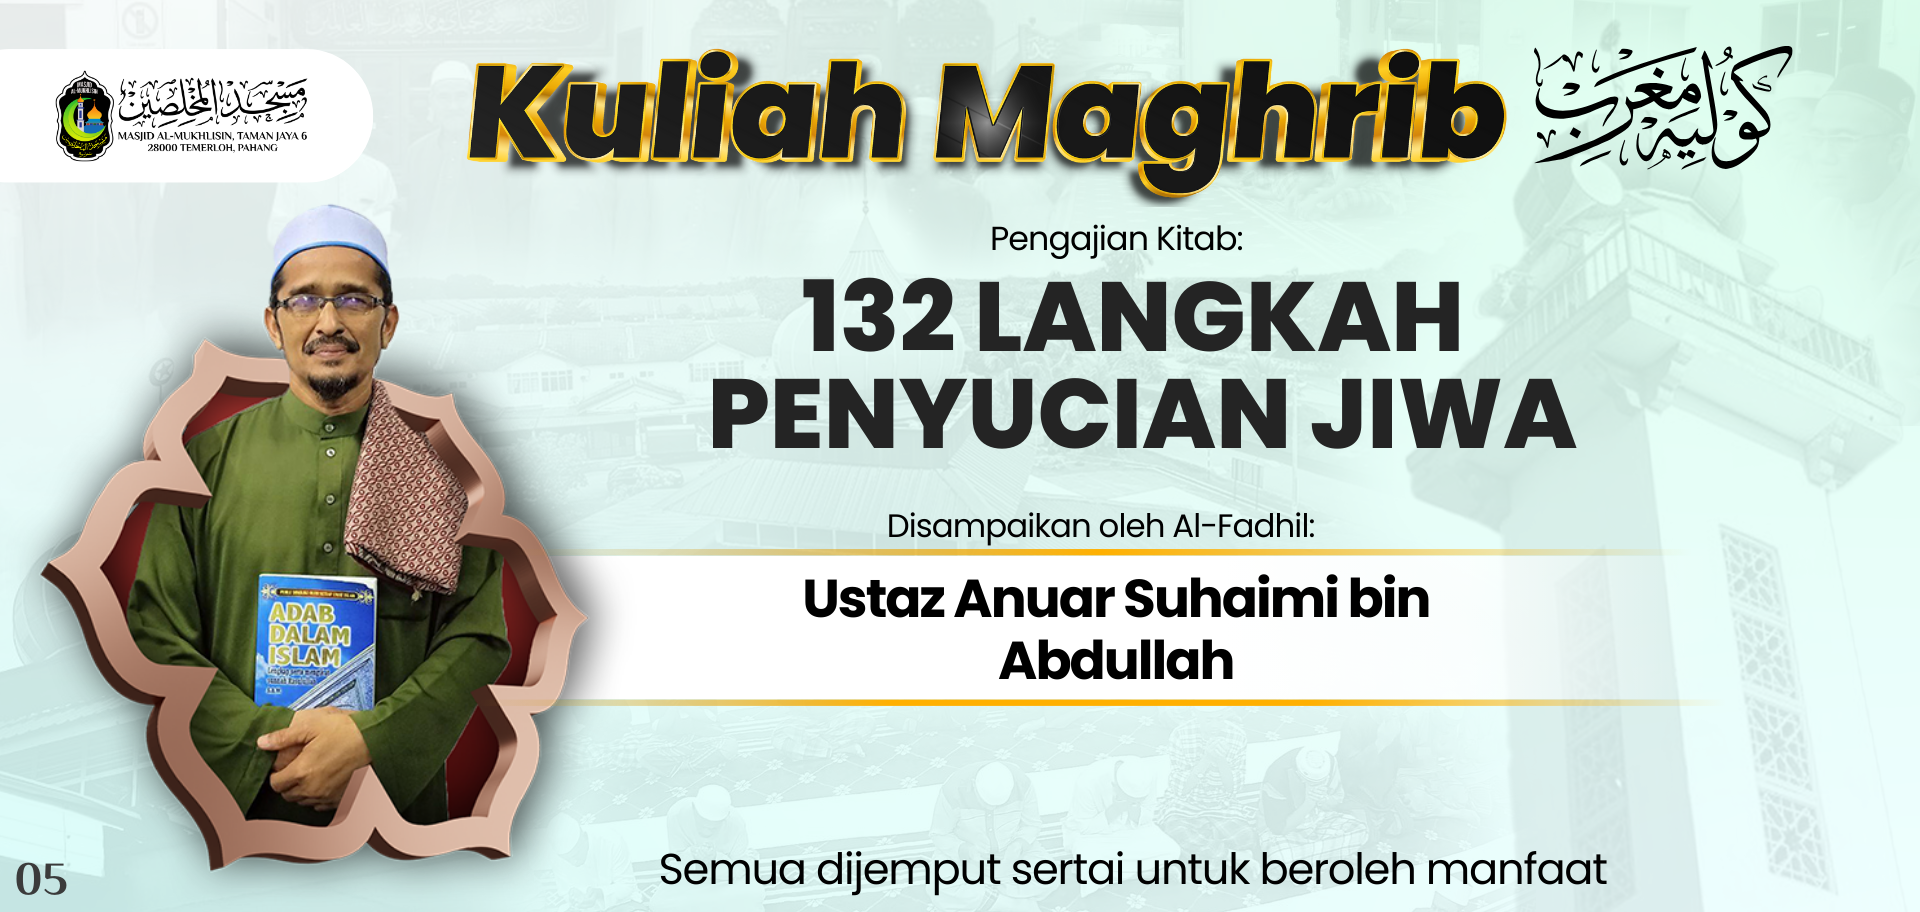 مسجد المخلصين
MASJID AL-MUKHLISIN, TAMAN JAYA 6
28000 TEMERLOH, PAHANG
Kuliah Maghrib
كوليه مغرب
Pengajian Kitab:
132 LANGKAH
PENYUCIAN JIWA
Disampaikan oleh Al-Fadhil:
Ustaz Anuar Suhaimi bin
Abdullah
ADAB
DALAM
ISLAM
Semua dijemput sertai untuk beroleh manfaat
05